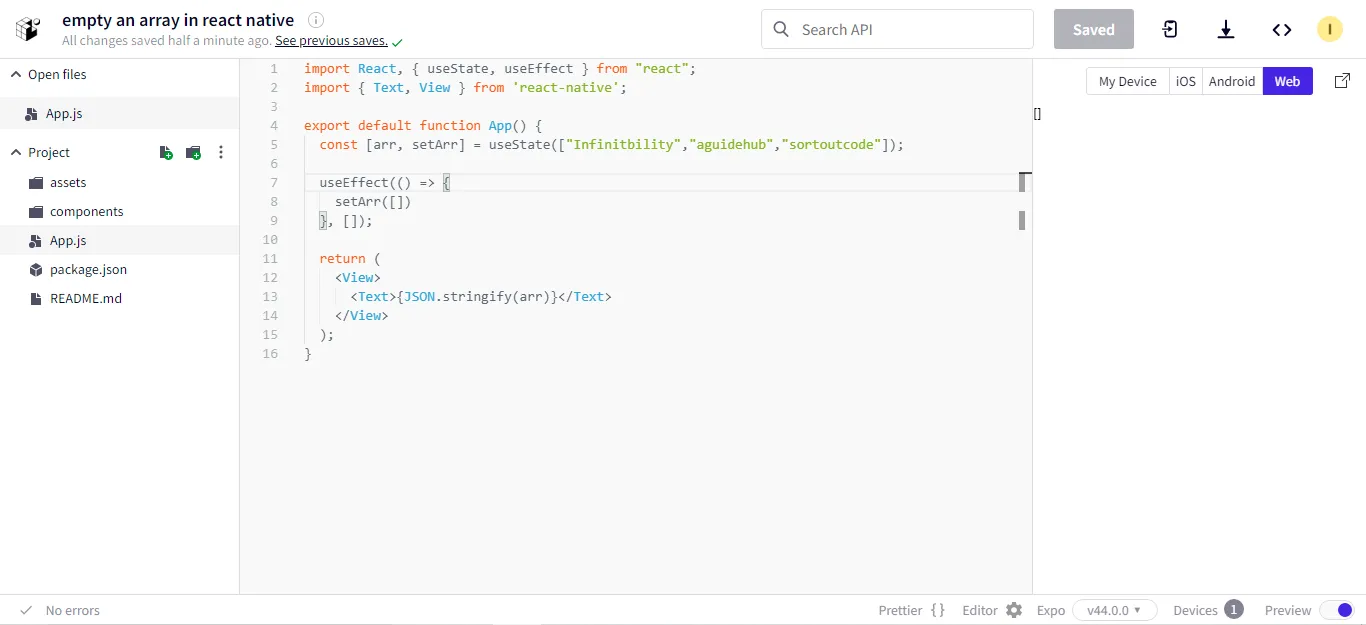 empty an array in react native
All changes saved half a minute ago. See previous saves.
Search API
Saved
I
Open files
App.js
Project
assets
components
App.js
package.json
README.md
1 import React, { useState, useEffect } from "react";
2 import { Text, View } from 'react-native';
3
4 export default function App() {
5 const [arr, setArr] = useState(["Infinitbility","aguidehub","sortoutcode"]);
6
7 useEffect(() => {
8 setArr([])
9 }, []);
10
11 return (
12 <View>
13 <Text>{JSON.stringify(arr)}</Text>
14 </View>
15 );
16 }
My Device iOS Android Web
[]
No errors
Prettier {} Editor Expo v44.0.0 Devices 1 Preview